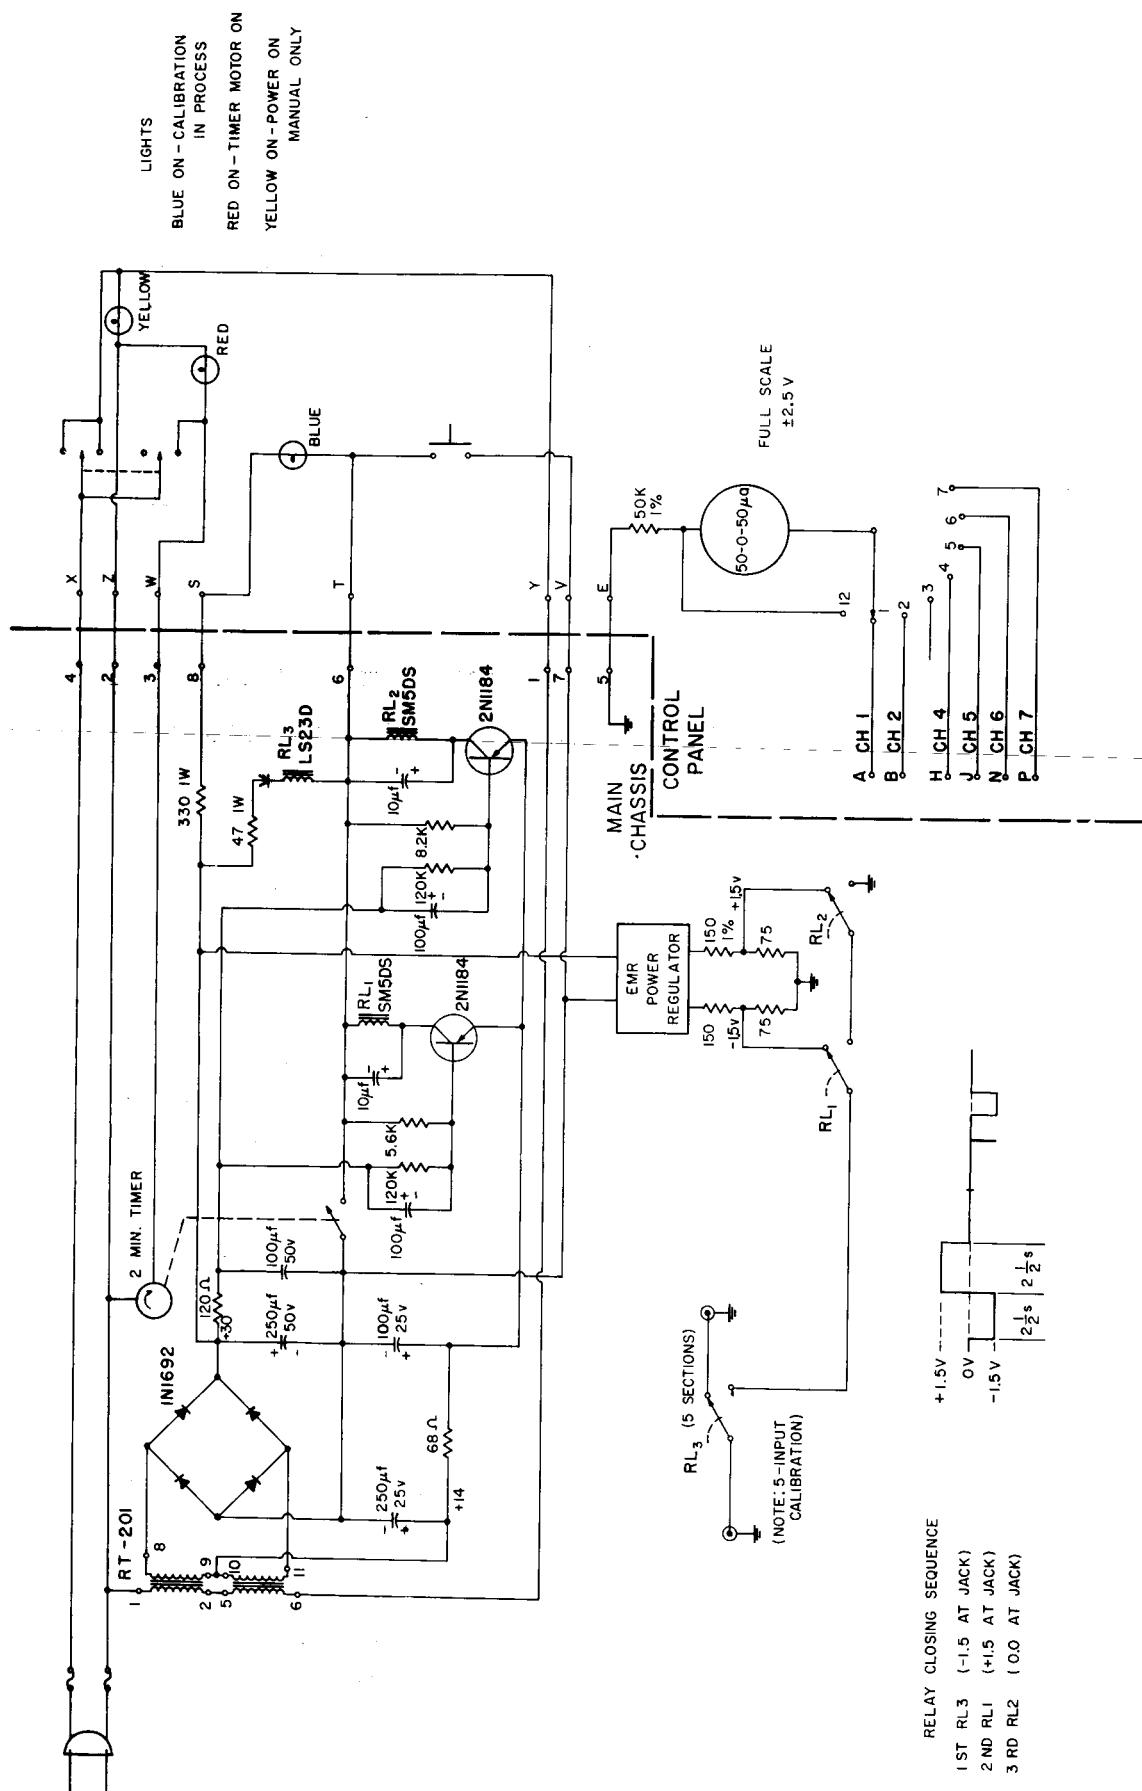 LIGHTS
BLUE ON - CALIBRATION
IN PROCESS
RED ON - TIMER MOTOR ON
YELLOW ON - POWER ON
MANUAL ONLY
YELLOW
RED
BLUE
X
Z
W
S
T
Y
V
E
4
2
3
8
6
1
7
5
RT-201
1
8
2
9
5
10
6
11
1N1692
2 MIN. TIMER
120Ω
+30
250µf
50v
+
-
100µf
50v
100µf
25v
-
+
250µf
25v
-
+
68Ω
+14
100µf
+
-
120K
5.6K
10µf
-
+
RL1
SM5DS
2N1184
100µf
+
-
120K
8.2K
10µf
-
+
RL2
SM5DS
2N1184
330 1W
47 1W
RL3
LS23D
EMR
POWER
REGULATOR
150
-1.5v
75
150
1%
+1.5v
75
RL1
RL2
MAIN
CHASSIS
CONTROL
PANEL
50K
1%
50-0-50µa
FULL SCALE
±2.5 V
12
1
2
3
4
5
6
7
A CH 1
B CH 2
H CH 4
J CH 5
N CH 6
P CH 7
RL3 (5 SECTIONS)
(NOTE: 5-INPUT
CALIBRATION)
+1.5V
0V
-1.5V
2 1/2 s
2 1/2 s
RELAY CLOSING SEQUENCE
1 ST RL3 (-1.5 AT JACK)
2 ND RL1 (+1.5 AT JACK)
3 RD RL2 ( 0.0 AT JACK)